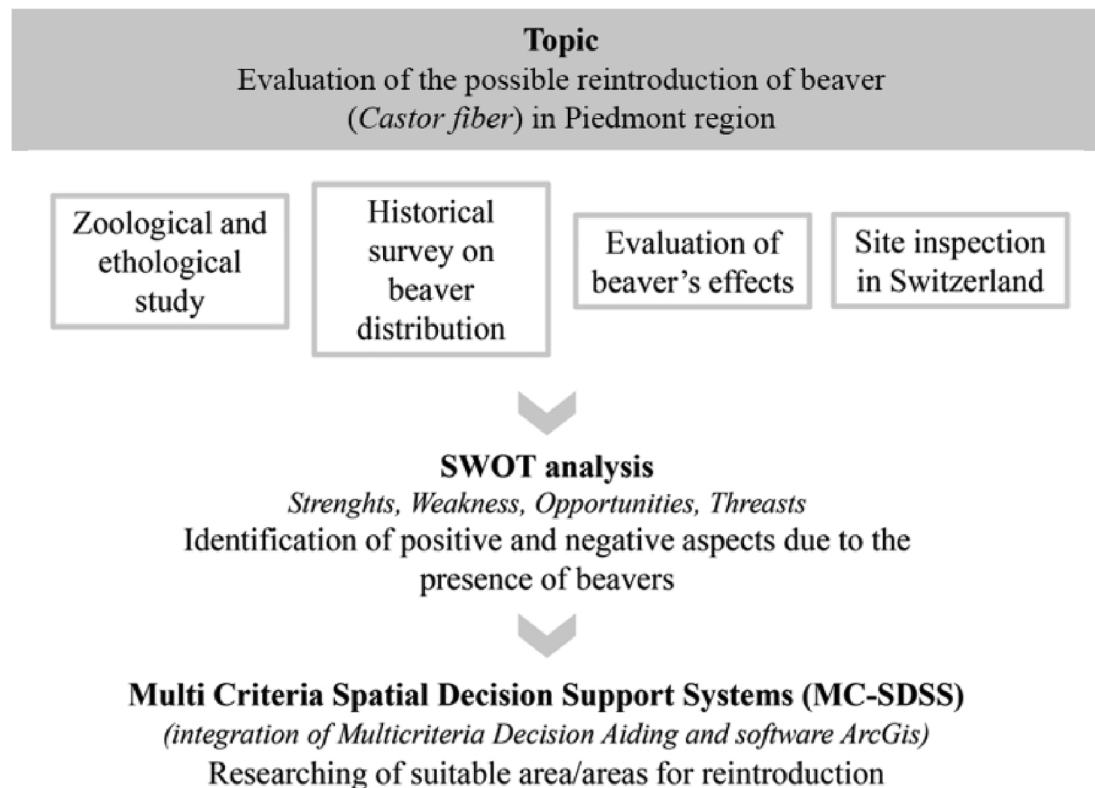 Topic
Evaluation of the possible reintroduction of beaver
(Castor fiber) in Piedmont region
Zoological and
ethological
study
Historical
survey on
beaver
distribution
Evaluation of
beaver’s effects
Site inspection
in Switzerland
SWOT analysis
Strenghts, Weakness, Opportunities, Threasts
Identification of positive and negative aspects due to the
presence of beavers
Multi Criteria Spatial Decision Support Systems (MC-SDSS)
(integration of Multicriteria Decision Aiding and software ArcGis)
Researching of suitable area/areas for reintroduction